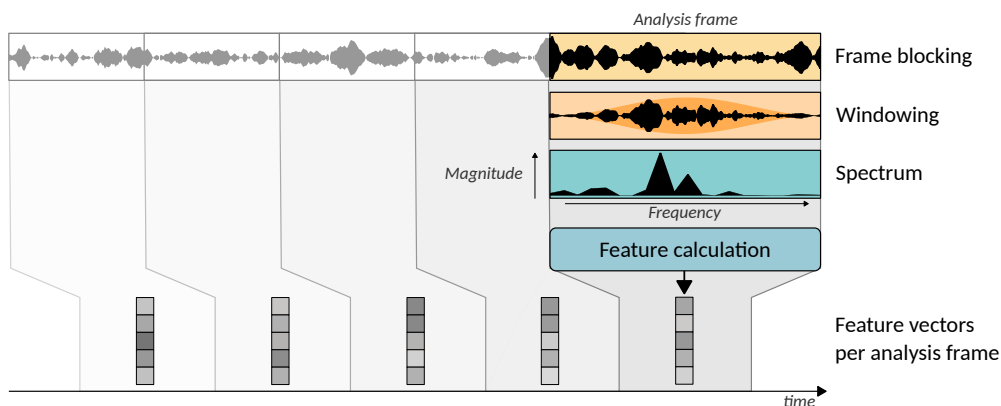 Analysis frame
Frame blocking
Windowing
Magnitude
Spectrum
Frequency
Feature calculation
Feature vectors
per analysis frame
time